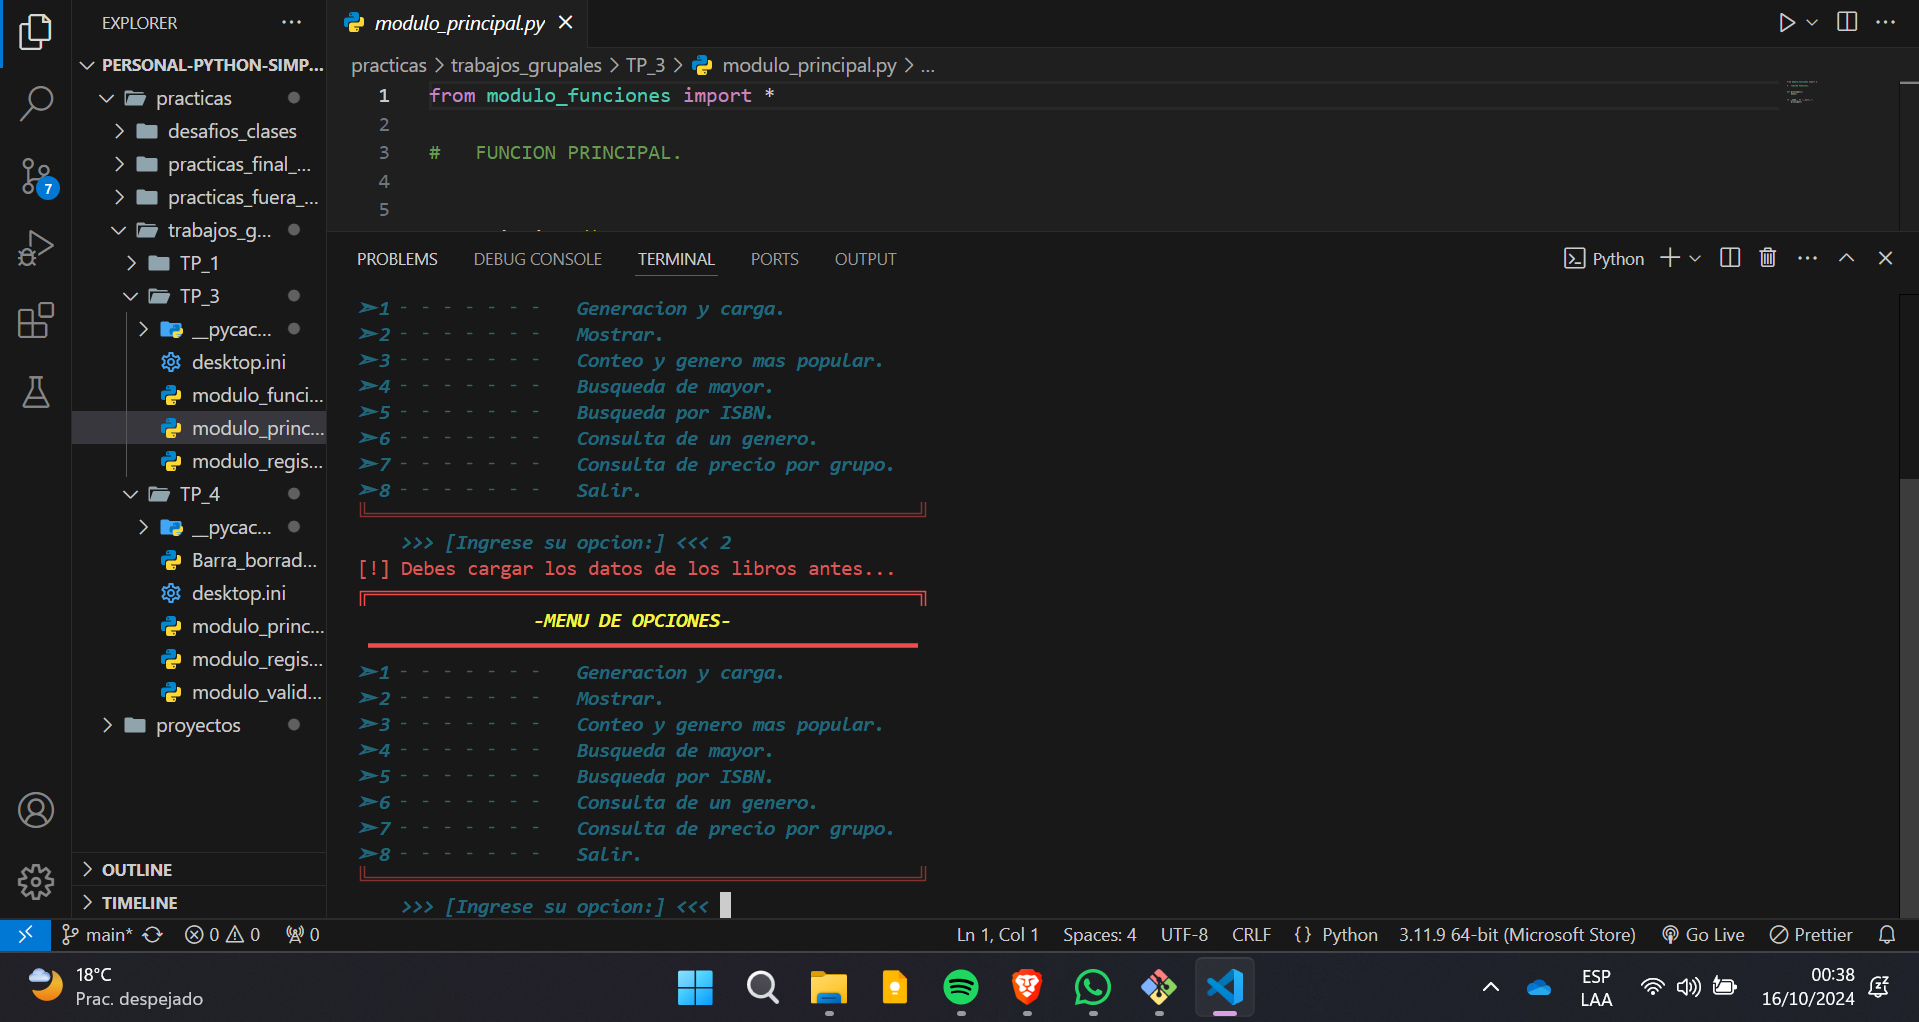 EXPLORER ···
PERSONAL-PYTHON-SIMP...
practicas
desafios_clases
practicas_final_...
practicas_fuera_...
trabajos_g...
TP_1
TP_3
__pycac...
desktop.ini
modulo_funci...
modulo_princ...
modulo_regis...
TP_4
__pycac...
Barra_borrad...
desktop.ini
modulo_princ...
modulo_regis...
modulo_valid...
proyectos
OUTLINE
TIMELINE
7
modulo_principal.py
practicas > trabajos_grupales > TP_3 > modulo_principal.py > ...
1 from modulo_funciones import *
2
3 #   FUNCION PRINCIPAL.
4
5
PROBLEMS DEBUG CONSOLE TERMINAL PORTS OUTPUT Python
➣1 - - - - - - - Generacion y carga.
➣2 - - - - - - - Mostrar.
➣3 - - - - - - - Conteo y genero mas popular.
➣4 - - - - - - - Busqueda de mayor.
➣5 - - - - - - - Busqueda por ISBN.
➣6 - - - - - - - Consulta de un genero.
➣7 - - - - - - - Consulta de precio por grupo.
➣8 - - - - - - - Salir.
>>> [Ingrese su opcion:] <<< 2
[!] Debes cargar los datos de los libros antes...
-MENU DE OPCIONES-
➣1 - - - - - - - Generacion y carga.
➣2 - - - - - - - Mostrar.
➣3 - - - - - - - Conteo y genero mas popular.
➣4 - - - - - - - Busqueda de mayor.
➣5 - - - - - - - Busqueda por ISBN.
➣6 - - - - - - - Consulta de un genero.
➣7 - - - - - - - Consulta de precio por grupo.
➣8 - - - - - - - Salir.
>>> [Ingrese su opcion:] <<<
main* 0 0 0 Ln 1, Col 1 Spaces: 4 UTF-8 CRLF {} Python 3.11.9 64-bit (Microsoft Store) Go Live Prettier
18°C
Prac. despejado
ESP
LAA
00:38
16/10/2024